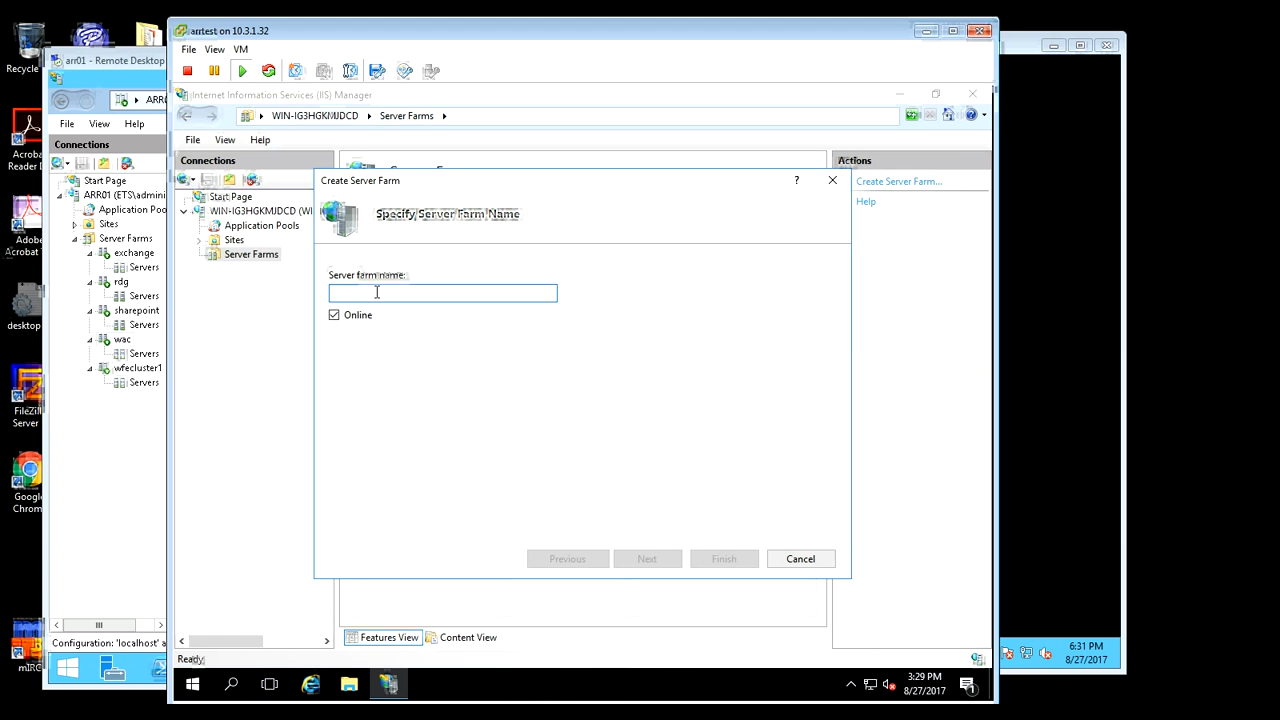 Recycle
Acrobat
Reader D
Adobe
Acrobat
desktop
FileZil
Server
Google
Chrom
mIRC
arr01 - Remote Desktop
ARR
File View Help
Connections
Start Page
ARR01 (ETS\admini
Application Poo
Sites
Server Farms
exchange
Servers
rdg
Servers
sharepoint
Servers
wac
Servers
wfecluster1
Servers
Configuration: 'localhost' a
arrtest on 10.3.1.32
File View VM
Internet Information Services (IIS) Manager
WIN-IG3HGKMJDCD Server Farms
File View Help
Connections
Start Page
WIN-IG3HGKMJDCD (WI
Application Pools
Sites
Server Farms
Actions
Create Server Farm...
Help
Create Server Farm
?
Specify Server Farm Name
Server farm name:
Online
Previous Next Finish Cancel
Features View Content View
Ready
3:29 PM
8/27/2017
1
6:31 PM
8/27/2017